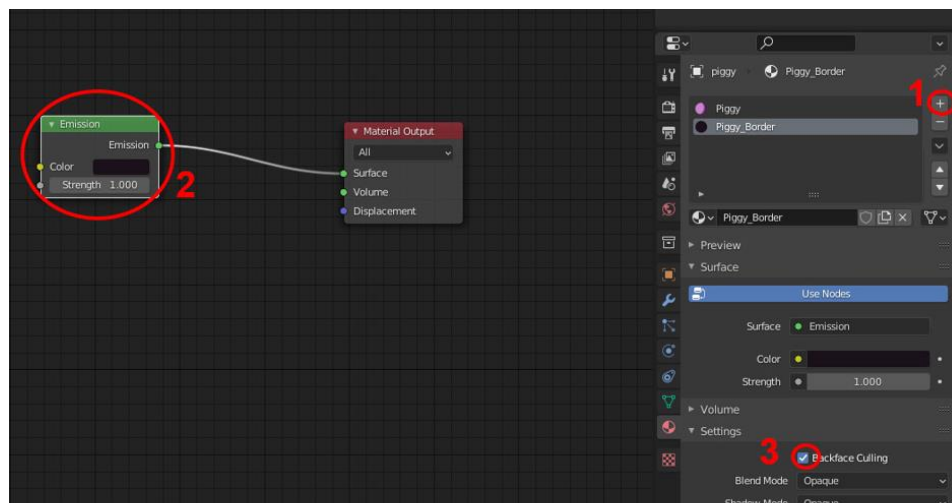 piggy Piggy_Border
1
+
Piggy
Piggy_Border
−
Emission
Emission
Color
Strength 1.000
2
Material Output
All
Surface
Volume
Displacement
Piggy_Border
Preview
Surface
Use Nodes
Surface Emission
Color
Strength 1.000
Volume
Settings
3 Backface Culling
Blend Mode Opaque
Shadow Mode Opaque